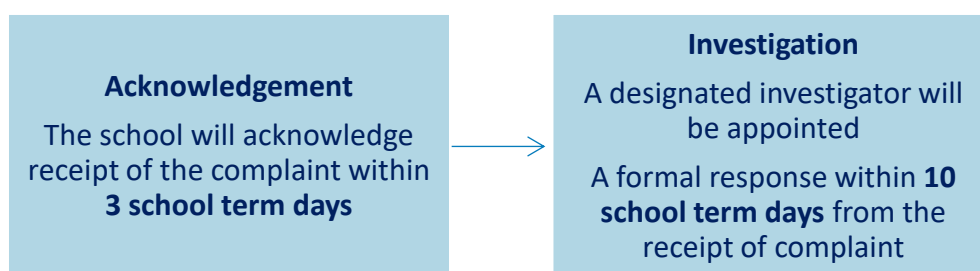 Acknowledgement
The school will acknowledge
receipt of the complaint within
3 school term days
Investigation
A designated investigator will
be appointed
A formal response within 10
school term days from the
receipt of complaint